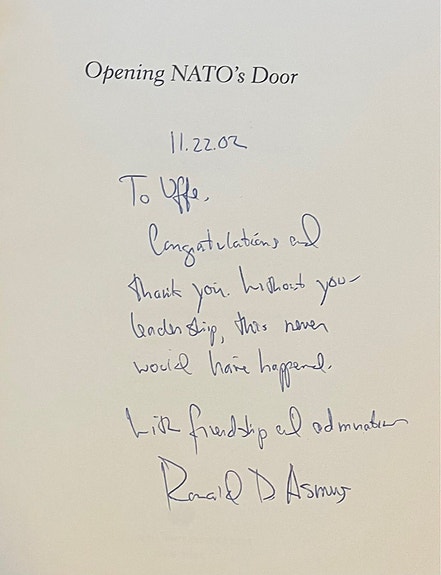 Opening NATO's Door
11.22.02
To Uffe,
Congratulations and
thank you. Without your
leadership, this never
would have happened.
With friendship and admiration
Ronald D. Asmus